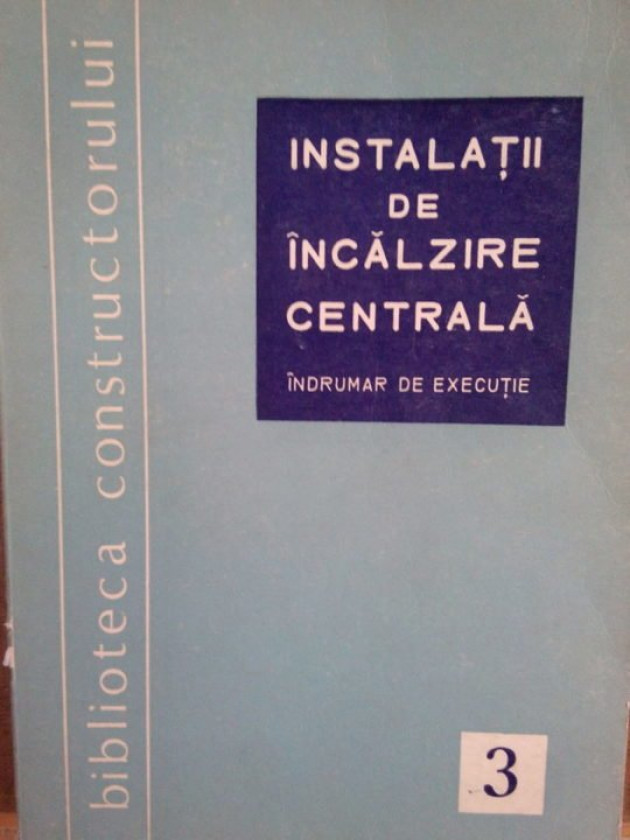 biblioteca constructorului
INSTALAȚII
DE
ÎNCĂLZIRE
CENTRALĂ
ÎNDRUMAR DE EXECUȚIE
3